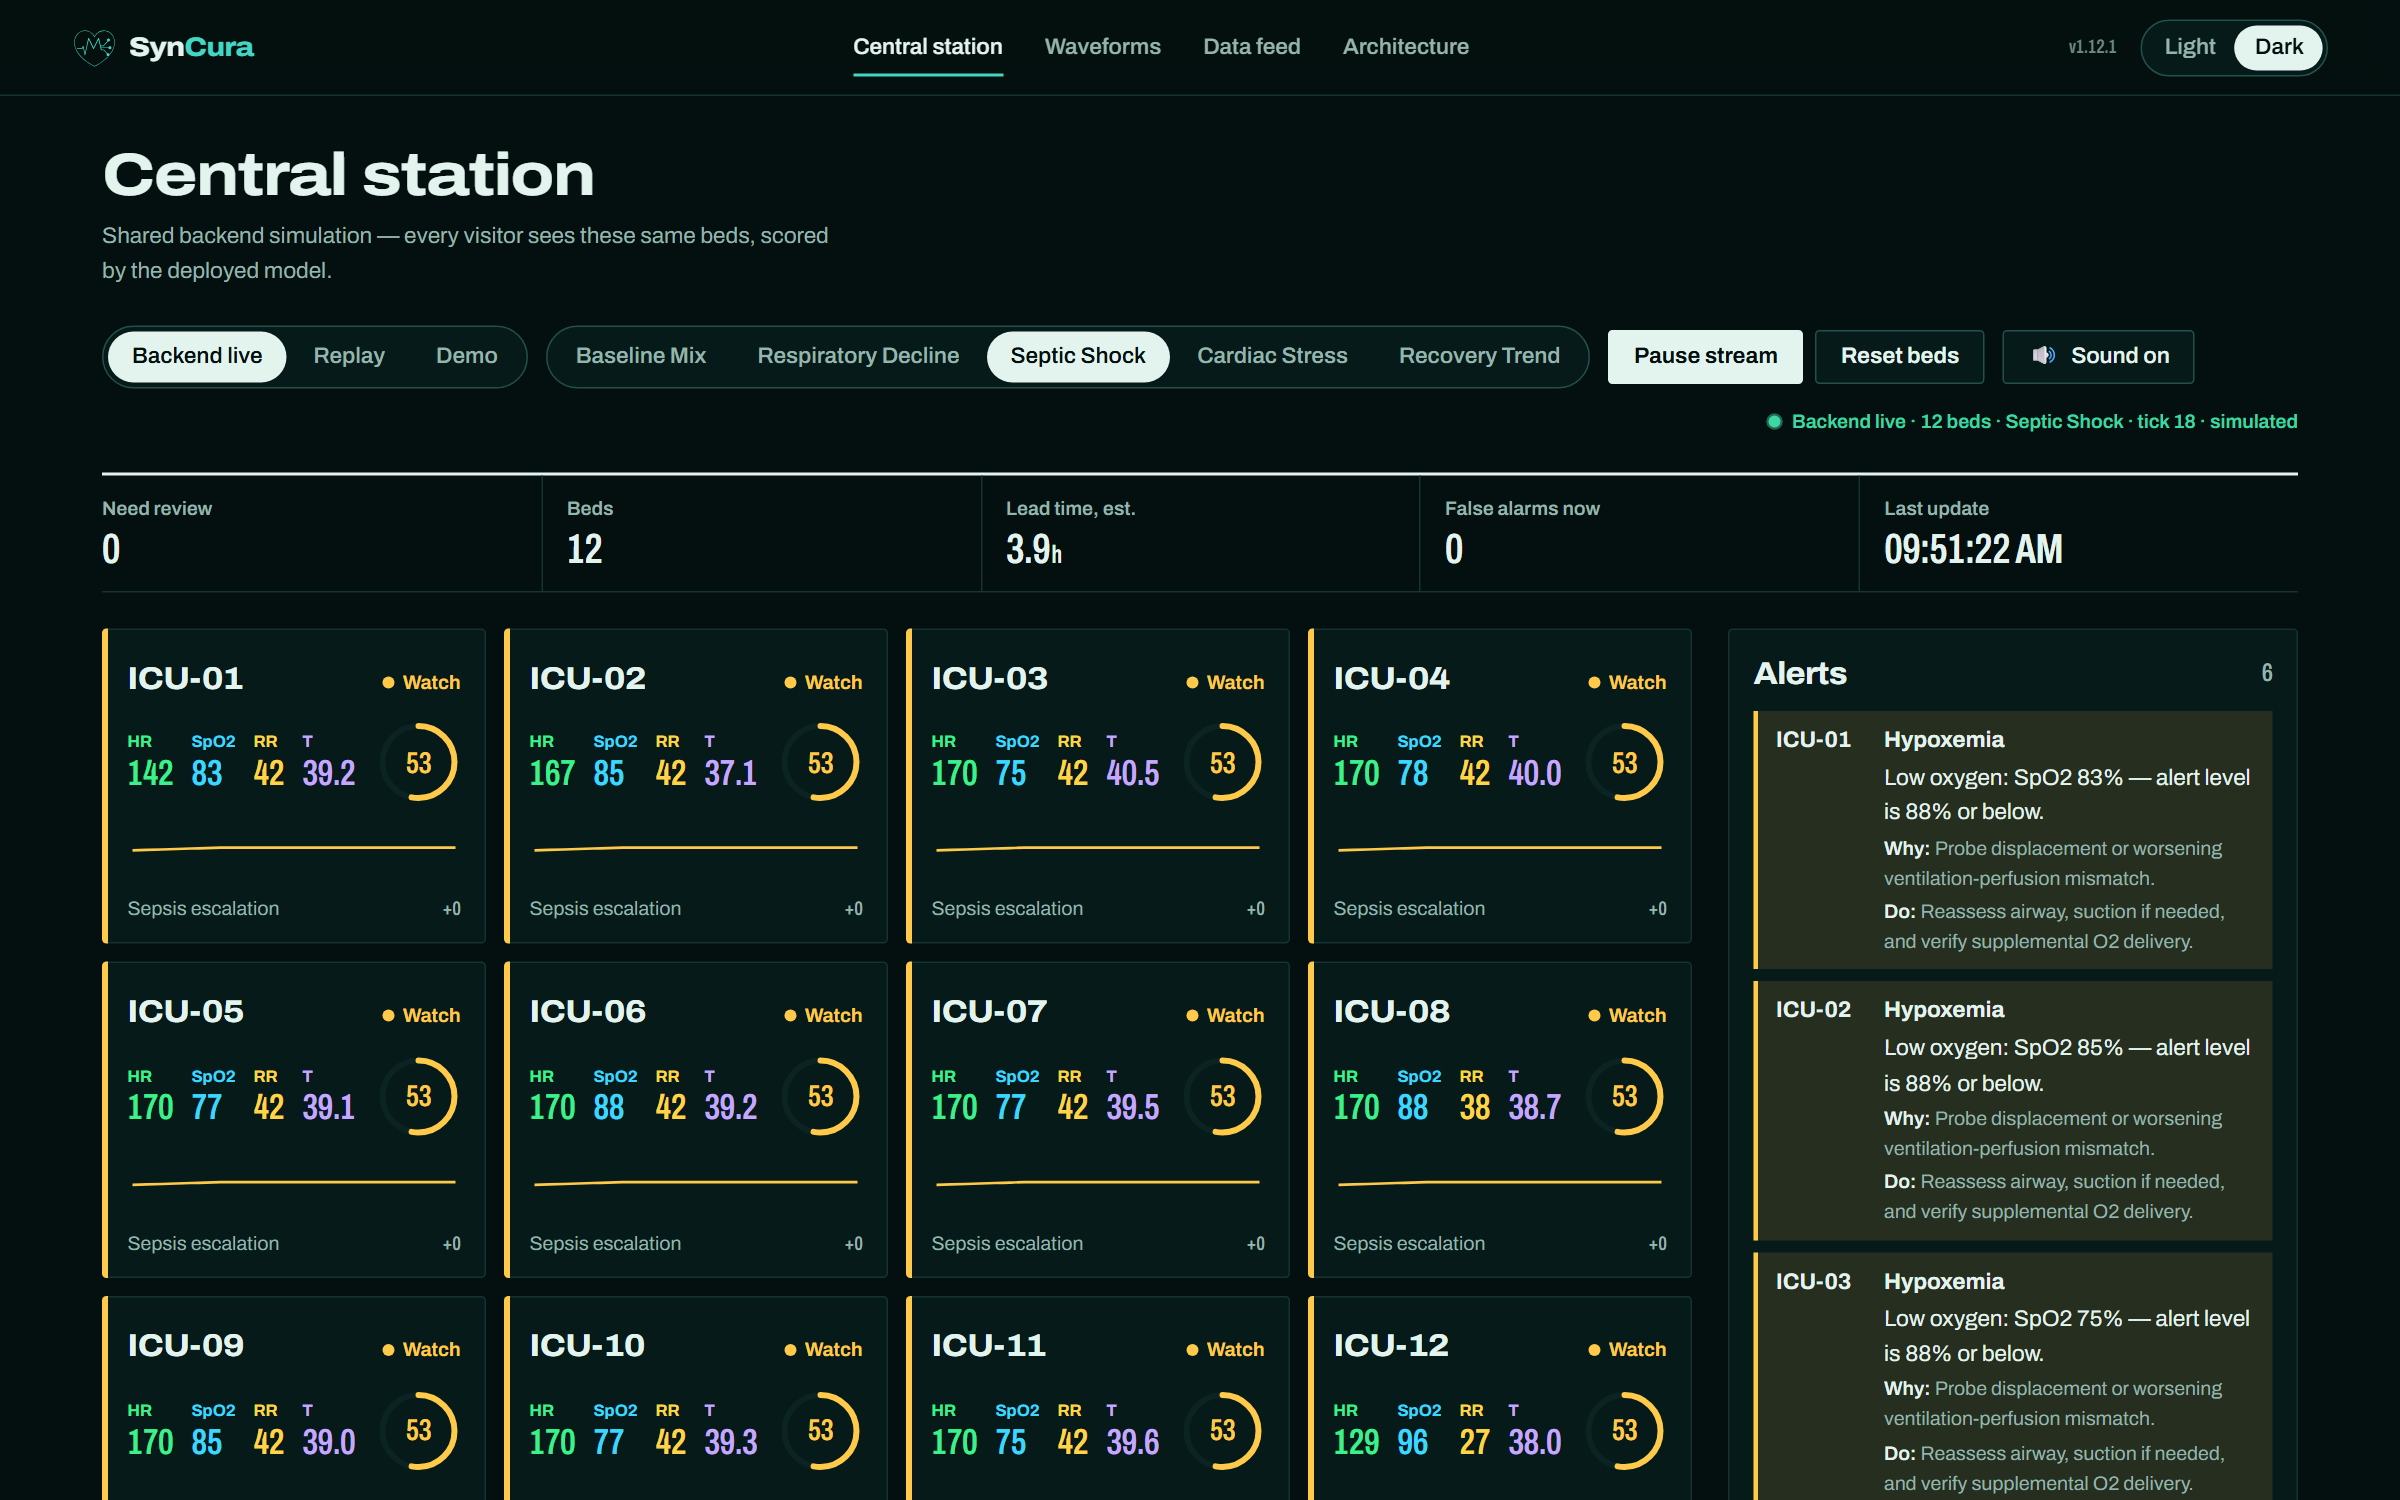 SynCura
Central station
Waveforms
Data feed
Architecture
v1.12.1
Light
Dark
Central station
Shared backend simulation — every visitor sees these same beds, scored
by the deployed model.
Backend live
Replay
Demo
Baseline Mix
Respiratory Decline
Septic Shock
Cardiac Stress
Recovery Trend
Pause stream
Reset beds
Sound on
Backend live · 12 beds · Septic Shock · tick 18 · simulated
Need review
0
Beds
12
Lead time, est.
3.9h
False alarms now
0
Last update
09:51:22 AM
ICU-01
Watch
HR SpO2 RR T
142 83 42 39.2
53
Sepsis escalation +0
ICU-02
Watch
HR SpO2 RR T
167 85 42 37.1
53
Sepsis escalation +0
ICU-03
Watch
HR SpO2 RR T
170 75 42 40.5
53
Sepsis escalation +0
ICU-04
Watch
HR SpO2 RR T
170 78 42 40.0
53
Sepsis escalation +0
ICU-05
Watch
HR SpO2 RR T
170 77 42 39.1
53
Sepsis escalation +0
ICU-06
Watch
HR SpO2 RR T
170 88 42 39.2
53
Sepsis escalation +0
ICU-07
Watch
HR SpO2 RR T
170 77 42 39.5
53
Sepsis escalation +0
ICU-08
Watch
HR SpO2 RR T
170 88 38 38.7
53
Sepsis escalation +0
ICU-09
Watch
HR SpO2 RR T
170 85 42 39.0
53
ICU-10
Watch
HR SpO2 RR T
170 77 42 39.3
53
ICU-11
Watch
HR SpO2 RR T
170 75 42 39.6
53
ICU-12
Watch
HR SpO2 RR T
129 96 27 38.0
53
Alerts 6
ICU-01 Hypoxemia
Low oxygen: SpO2 83% — alert level
is 88% or below.
Why: Probe displacement or worsening
ventilation-perfusion mismatch.
Do: Reassess airway, suction if needed,
and verify supplemental O2 delivery.
ICU-02 Hypoxemia
Low oxygen: SpO2 85% — alert level
is 88% or below.
Why: Probe displacement or worsening
ventilation-perfusion mismatch.
Do: Reassess airway, suction if needed,
and verify supplemental O2 delivery.
ICU-03 Hypoxemia
Low oxygen: SpO2 75% — alert level
is 88% or below.
Why: Probe displacement or worsening
ventilation-perfusion mismatch.
Do: Reassess airway, suction if needed,
and verify supplemental O2 delivery.